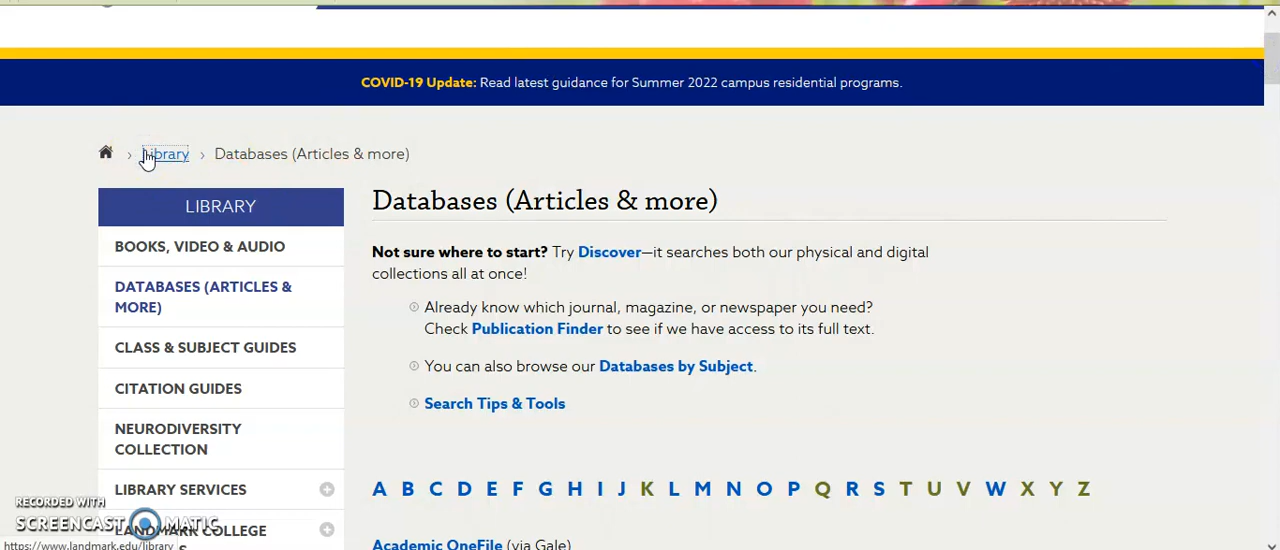 COVID-19 Update: Read latest guidance for Summer 2022 campus residential programs.
› Library › Databases (Articles & more)
LIBRARY
BOOKS, VIDEO & AUDIO
DATABASES (ARTICLES &
MORE)
CLASS & SUBJECT GUIDES
CITATION GUIDES
NEURODIVERSITY
COLLECTION
LIBRARY SERVICES
LANDMARK COLLEGE
Databases (Articles & more)
Not sure where to start? Try Discover—it searches both our physical and digital
collections all at once!
Already know which journal, magazine, or newspaper you need?
Check Publication Finder to see if we have access to its full text.
You can also browse our Databases by Subject.
Search Tips & Tools
A B C D E F G H I J K L M N O P Q R S T U V W X Y Z
Academic OneFile (via Gale)
RECORDED WITH
SCREENCAST MATIC
https://www.landmark.edu/library